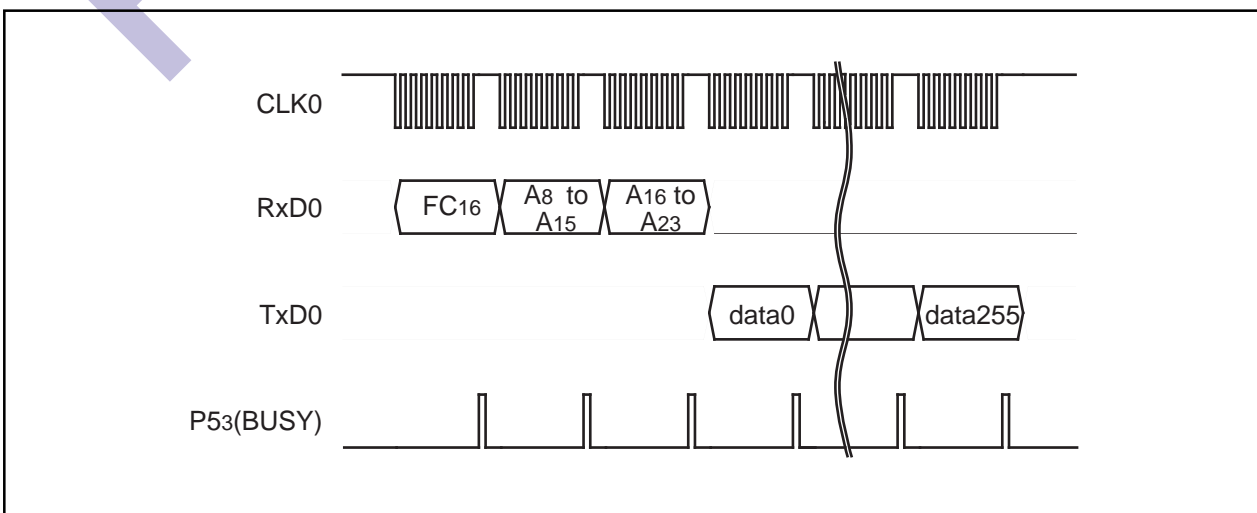 CLK0
RxD0
FC16
A8 to
A15
A16 to
A23
TxD0
data0
data255
P53(BUSY)